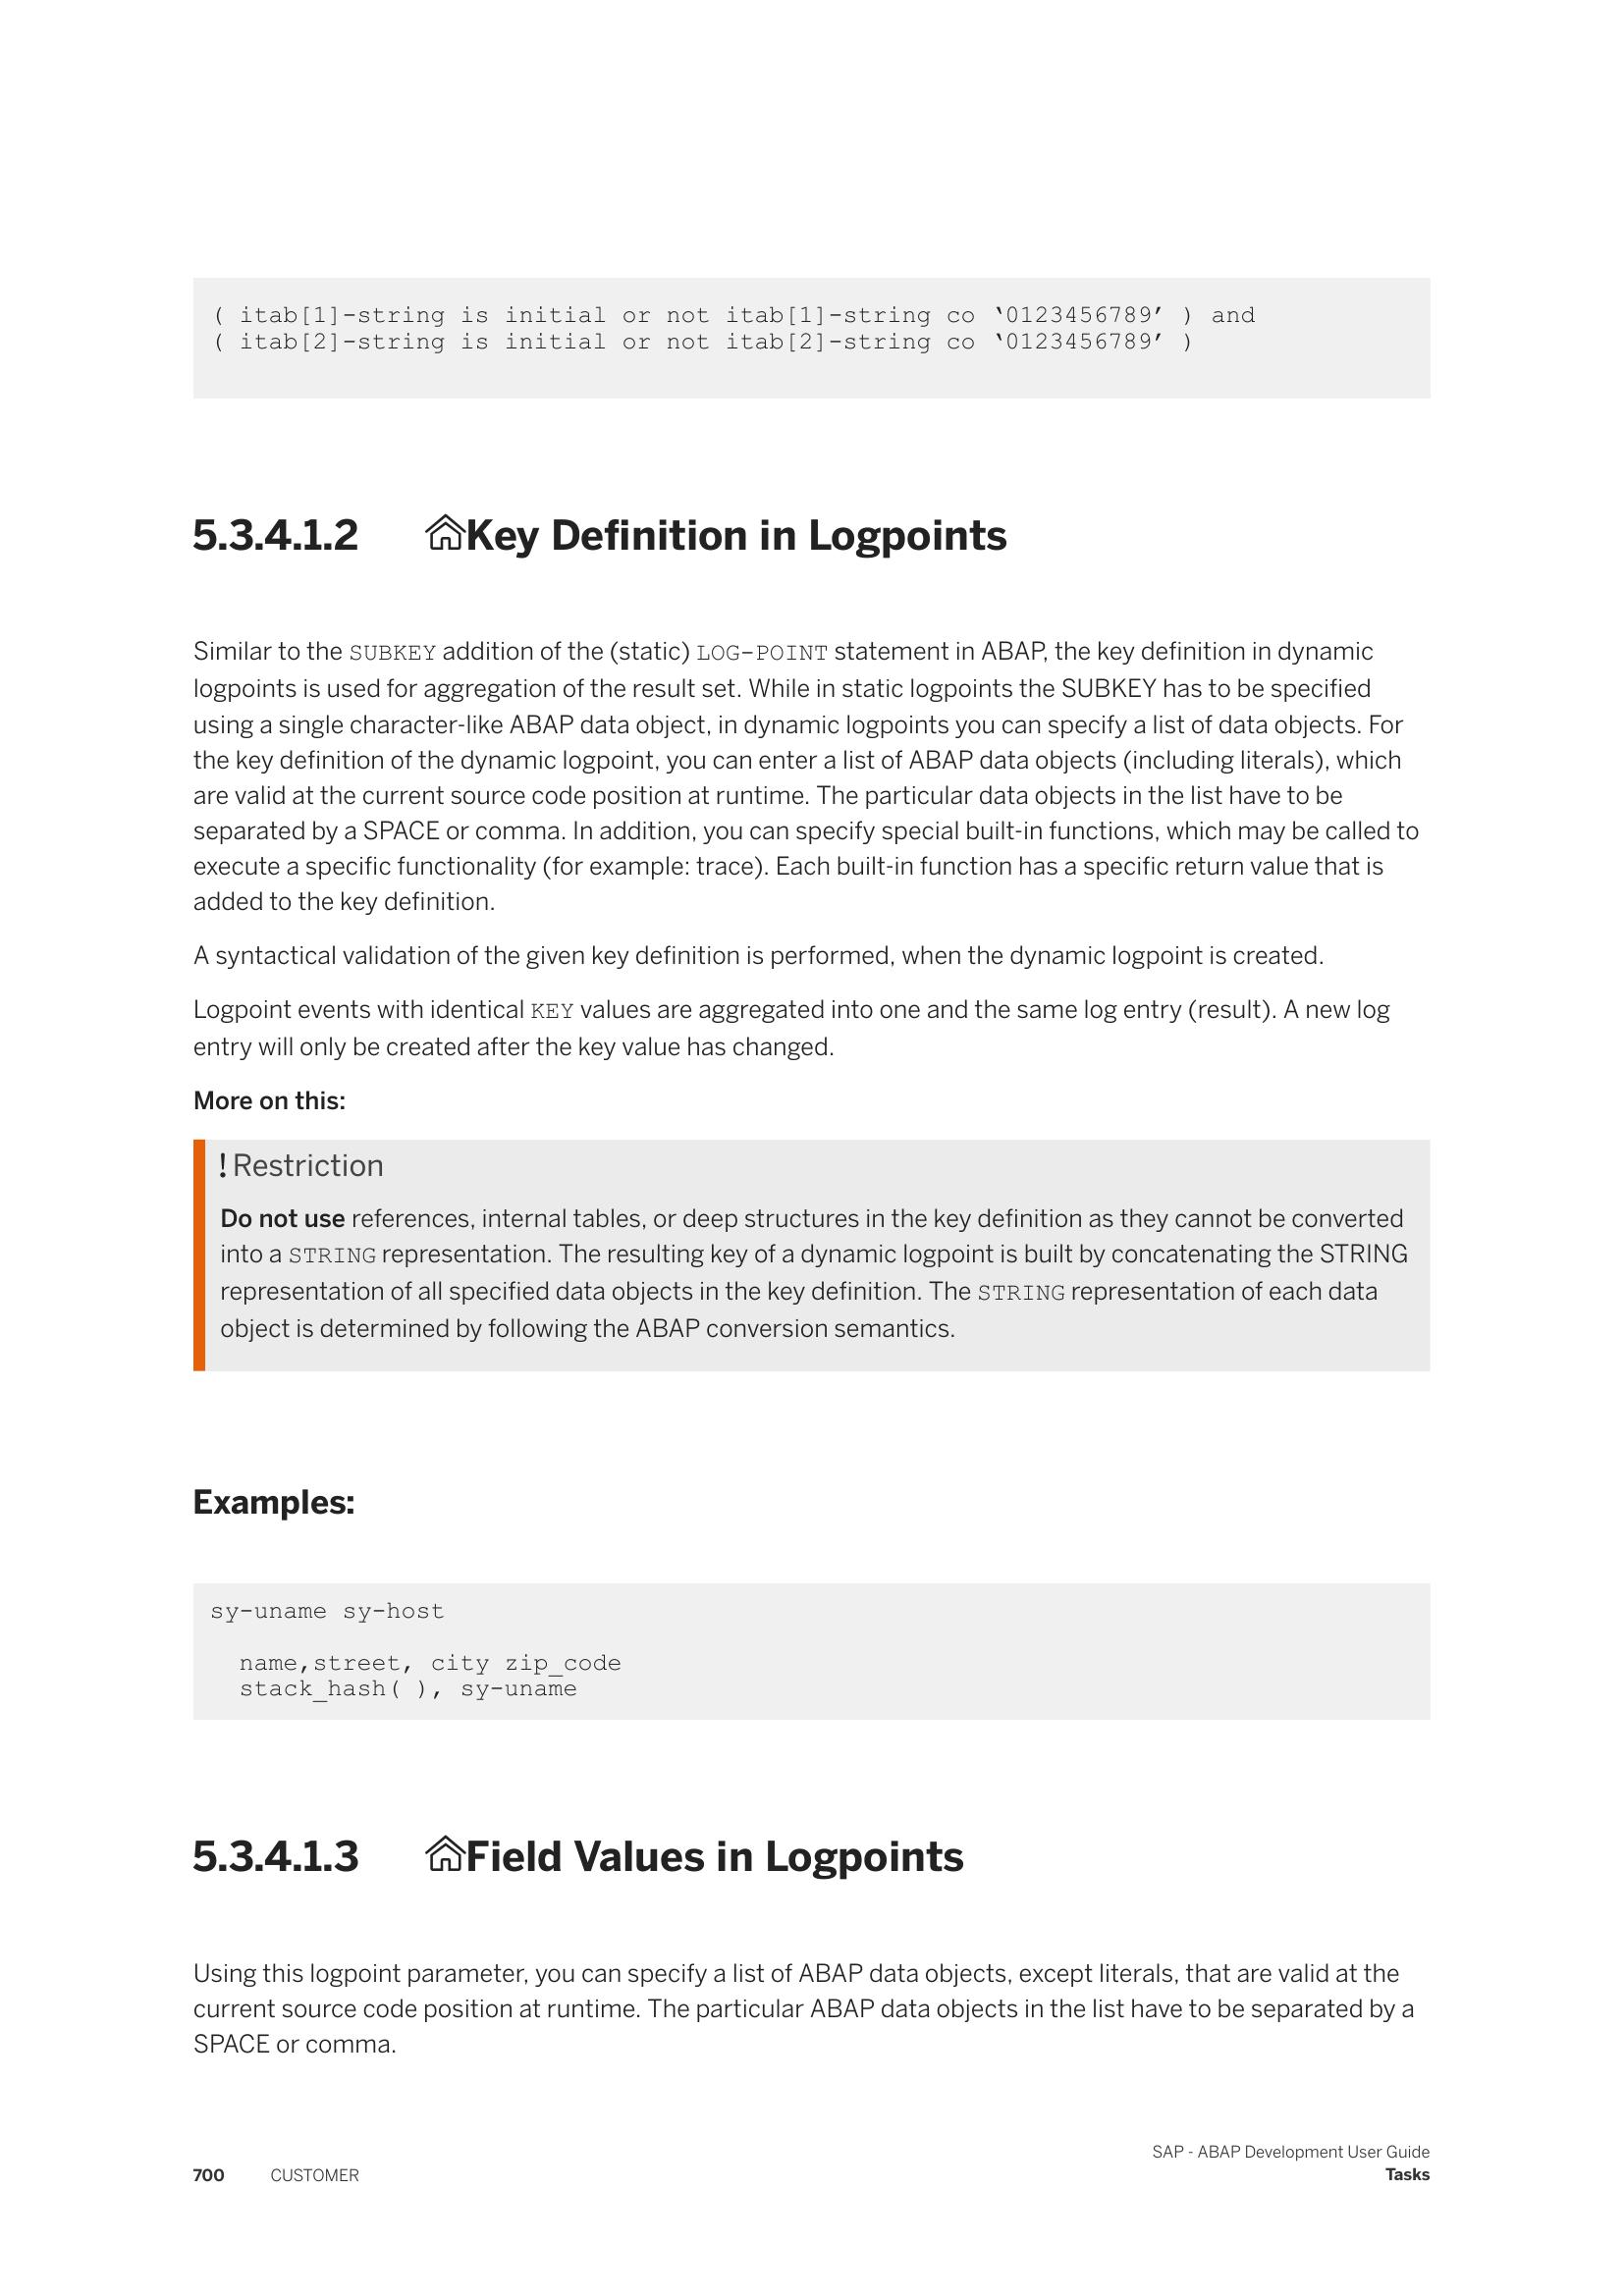 ( itab[1]-string is initial or not itab[1]-string co ‘0123456789’ ) and
( itab[2]-string is initial or not itab[2]-string co ‘0123456789’ )
5.3.4.1.2 Key Definition in Logpoints
Similar to the SUBKEY addition of the (static) LOG-POINT statement in ABAP, the key definition in dynamic
logpoints is used for aggregation of the result set. While in static logpoints the SUBKEY has to be specified
using a single character-like ABAP data object, in dynamic logpoints you can specify a list of data objects. For
the key definition of the dynamic logpoint, you can enter a list of ABAP data objects (including literals), which
are valid at the current source code position at runtime. The particular data objects in the list have to be
separated by a SPACE or comma. In addition, you can specify special built-in functions, which may be called to
execute a specific functionality (for example: trace). Each built-in function has a specific return value that is
added to the key definition.
A syntactical validation of the given key definition is performed, when the dynamic logpoint is created.
Logpoint events with identical KEY values are aggregated into one and the same log entry (result). A new log
entry will only be created after the key value has changed.
More on this:
! Restriction
Do not use references, internal tables, or deep structures in the key definition as they cannot be converted
into a STRING representation. The resulting key of a dynamic logpoint is built by concatenating the STRING
representation of all specified data objects in the key definition. The STRING representation of each data
object is determined by following the ABAP conversion semantics.
Examples:
sy-uname sy-host
name,street, city zip_code
stack_hash( ), sy-uname
5.3.4.1.3 Field Values in Logpoints
Using this logpoint parameter, you can specify a list of ABAP data objects, except literals, that are valid at the
current source code position at runtime. The particular ABAP data objects in the list have to be separated by a
SPACE or comma.
SAP - ABAP Development User Guide
700 CUSTOMER Tasks